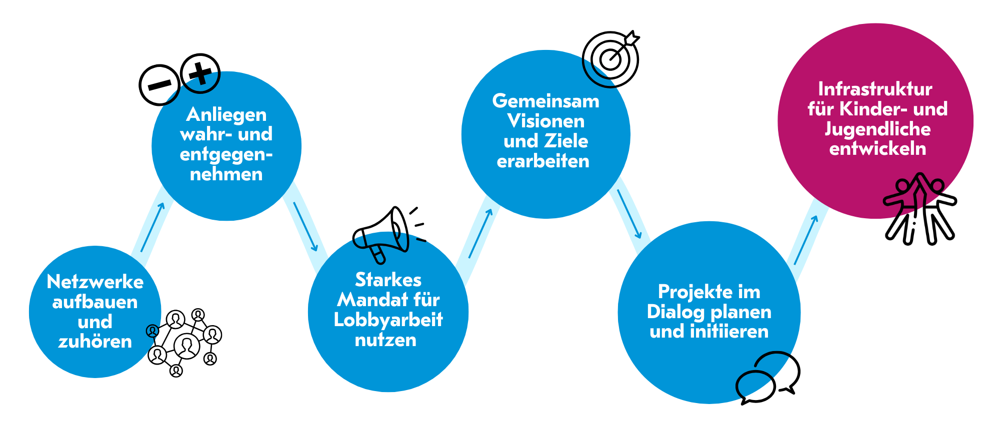 Netzwerke
aufbauen
und
zuhören
Anliegen
wahr- und
entgegen-
nehmen
Starkes
Mandat für
Lobbyarbeit
nutzen
Gemeinsam
Visionen
und Ziele
erarbeiten
Projekte im
Dialog planen
und initiieren
Infrastruktur
für Kinder- und
Jugendliche
entwickeln